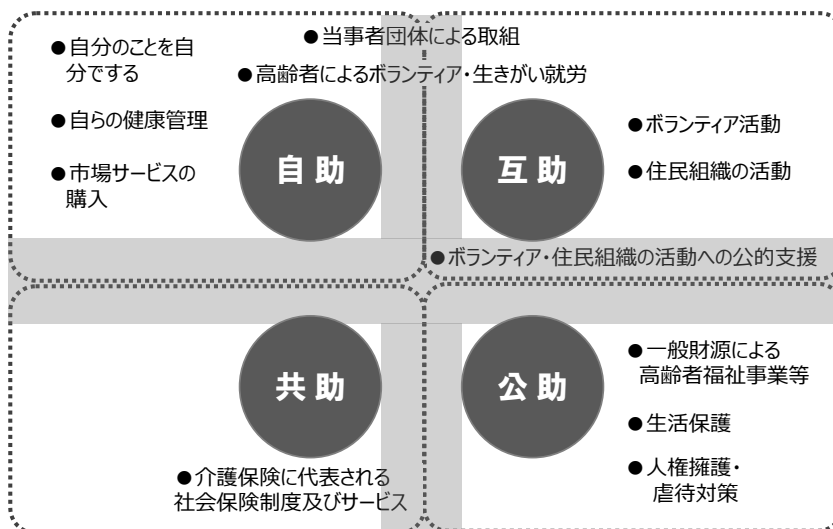 ●当事者団体による取組
●高齢者によるボランティア・生きがい就労
●自分のことを自
分でする
●自らの健康管理
●市場サービスの
購入
自助
互助
●ボランティア活動
●住民組織の活動
●ボランティア・住民組織の活動への公的支援
共助
●介護保険に代表される
社会保険制度及びサービス
公助
●一般財源による
高齢者福祉事業等
●生活保護
●人権擁護・
虐待対策